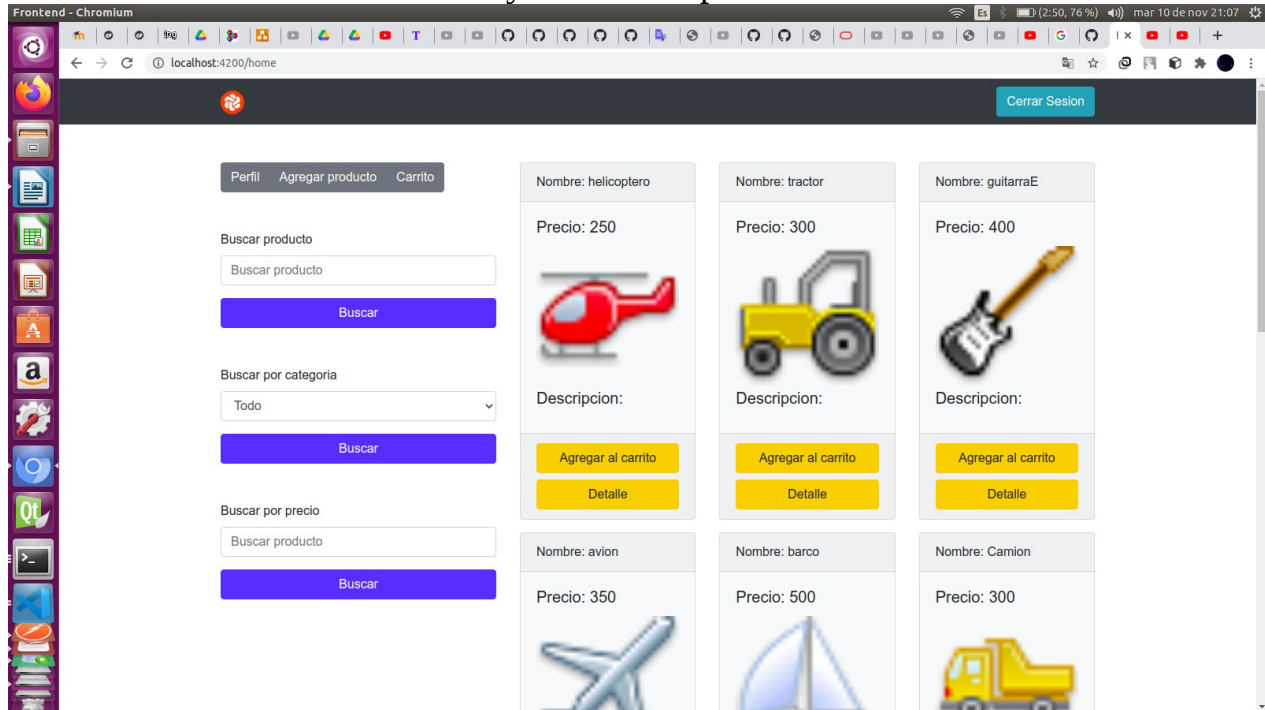 y
Frontend - Chromium
Es
(2:50, 76 %)
mar 10 de nov 21:07
localhost:4200/home
Cerrar Sesion
Perfil Agregar producto Carrito
Buscar producto
Buscar producto
Buscar
Buscar por categoria
Todo
Buscar
Buscar por precio
Buscar producto
Buscar
Nombre: helicoptero
Precio: 250
Descripcion:
Agregar al carrito
Detalle
Nombre: tractor
Precio: 300
Descripcion:
Agregar al carrito
Detalle
Nombre: guitarraE
Precio: 400
Descripcion:
Agregar al carrito
Detalle
Nombre: avion
Precio: 350
Nombre: barco
Precio: 500
Nombre: Camion
Precio: 300